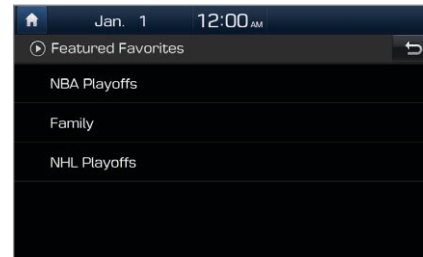 Jan. 1 12:00 AM
Featured Favorites
NBA Playoffs
Family
NHL Playoffs